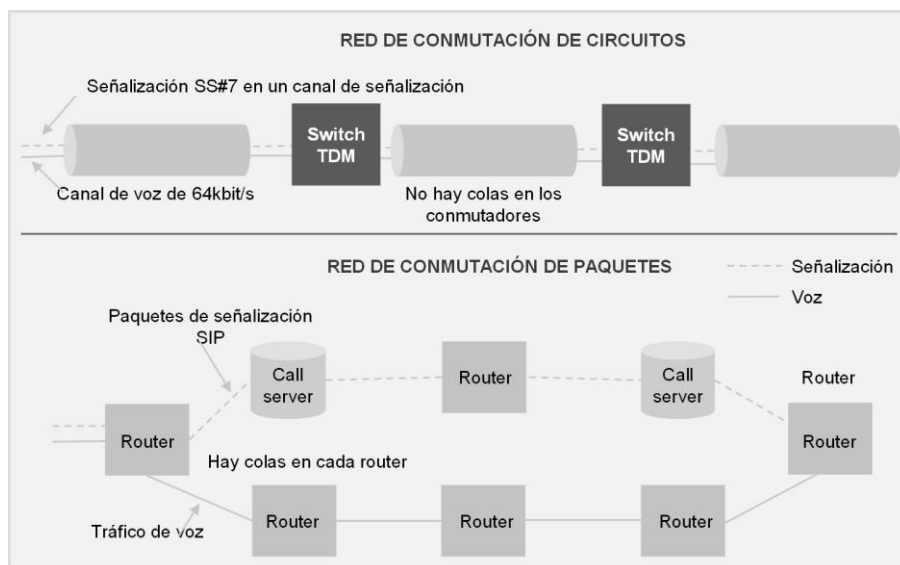 RED DE CONMUTACIÓN DE CIRCUITOS
Señalización SS#7 en un canal de señalización
Switch
TDM
Switch
TDM
Canal de voz de 64kbit/s
No hay colas en los
conmutadores
RED DE CONMUTACIÓN DE PAQUETES
Señalización
Voz
Paquetes de señalización
SIP
Call
server
Router
Call
server
Router
Router
Router
Hay colas en cada router
Tráfico de voz
Router
Router
Router